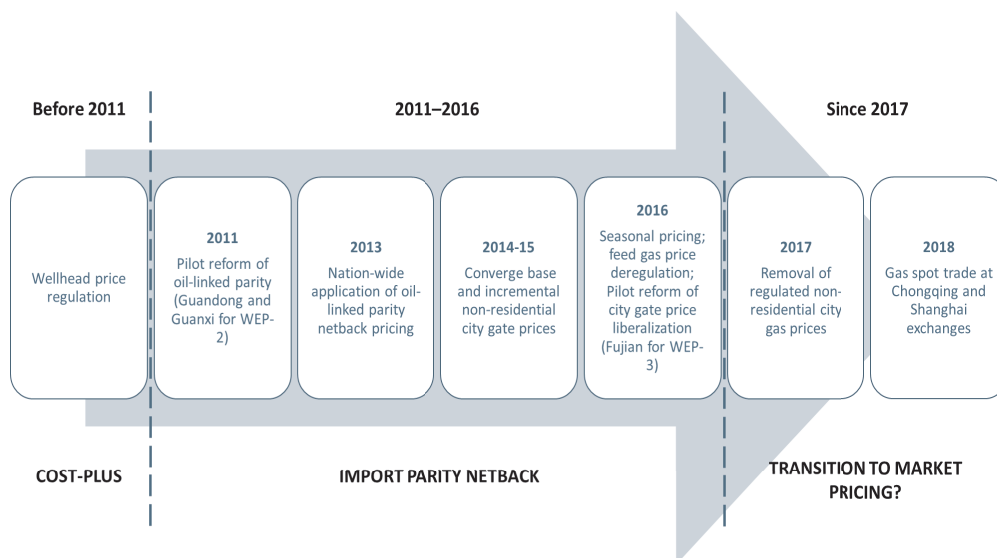 Before 2011
2011–2016
Since 2017
Wellhead price
regulation
2011
Pilot reform of
oil-linked parity
(Guandong and
Guanxi for WEP-
2)
2013
Nation-wide
application of oil-
linked parity
netback pricing
2014-15
Converge base
and incremental
non-residential
city gate prices
2016
Seasonal pricing;
feed gas price
deregulation;
Pilot reform of
city gate price
liberalization
(Fujian for WEP-
3)
2017
Removal of
regulated non-
residential city
gas prices
2018
Gas spot trade at
Chongqing and
Shanghai
exchanges
COST-PLUS
IMPORT PARITY NETBACK
TRANSITION TO MARKET
PRICING?